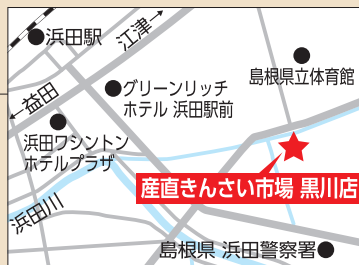 浜田駅
江津→
島根県立体育館
グリーンリッチ
ホテル 浜田駅前
←益田
浜田ワシントン
ホテルプラザ
産直きんさい市場 黒川店
浜田川
島根県 浜田警察署